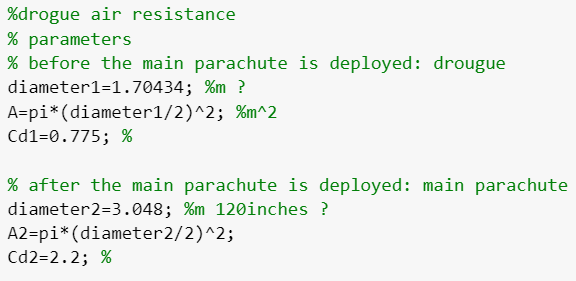 %drogue air resistance
% parameters
% before the main parachute is deployed: drougue
diameter1=1.70434; %m ?
A=pi*(diameter1/2)^2; %m^2
Cd1=0.775; %
% after the main parachute is deployed: main parachute
diameter2=3.048; %m 120inches ?
A2=pi*(diameter2/2)^2;
Cd2=2.2; %